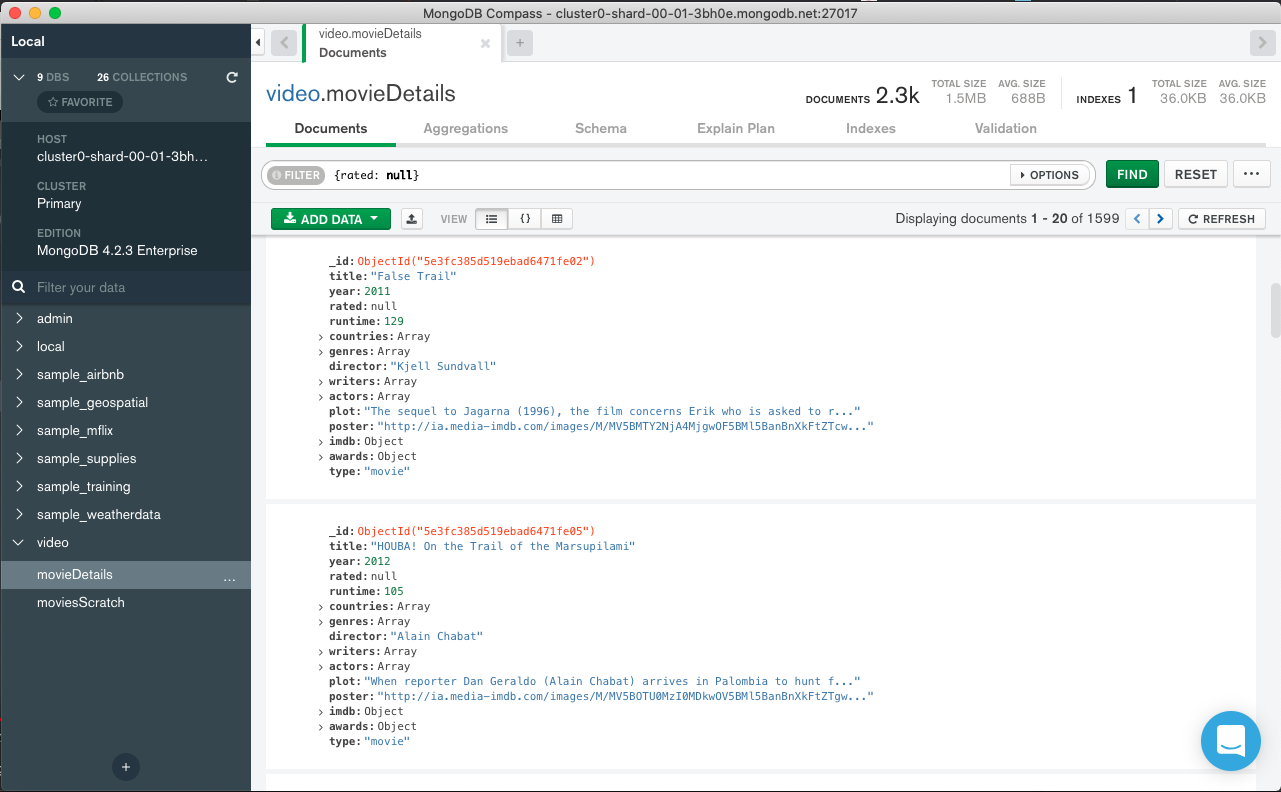 MongoDB Compass - cluster0-shard-00-01-3bh0e.mongodb.net:27017
Local
9 DBS 26 COLLECTIONS
FAVORITE
HOST
cluster0-shard-00-01-3bh...
CLUSTER
Primary
EDITION
MongoDB 4.2.3 Enterprise
Filter your data
admin
local
sample_airbnb
sample_geospatial
sample_mflix
sample_supplies
sample_training
sample_weatherdata
video
movieDetails ...
moviesScratch
+
video.movieDetails
Documents
+
video.movieDetails
DOCUMENTS 2.3k TOTAL SIZE 1.5MB AVG. SIZE 688B INDEXES 1 TOTAL SIZE 36.0KB AVG. SIZE 36.0KB
Documents Aggregations Schema Explain Plan Indexes Validation
FILTER {rated: null} OPTIONS FIND RESET ...
ADD DATA VIEW {} Displaying documents 1 - 20 of 1599 REFRESH
_id: ObjectId("5e3fc385d519ebad6471fe02")
title: "False Trail"
year: 2011
rated: null
runtime: 129
countries: Array
genres: Array
director: "Kjell Sundvall"
writers: Array
actors: Array
plot: "The sequel to Jagarna (1996), the film concerns Erik who is asked to r..."
poster: "http://ia.media-imdb.com/images/M/MV5BMTY2NjA4MjgwOF5BMl5BanBnXkFtZTcw..."
imdb: Object
awards: Object
type: "movie"
_id: ObjectId("5e3fc385d519ebad6471fe05")
title: "HOUBA! On the Trail of the Marsupilami"
year: 2012
rated: null
runtime: 105
countries: Array
genres: Array
director: "Alain Chabat"
writers: Array
actors: Array
plot: "When reporter Dan Geraldo (Alain Chabat) arrives in Palombia to hunt f..."
poster: "http://ia.media-imdb.com/images/M/MV5BOTU0MzI0MDkwOV5BMl5BanBnXkFtZTgw..."
imdb: Object
awards: Object
type: "movie"